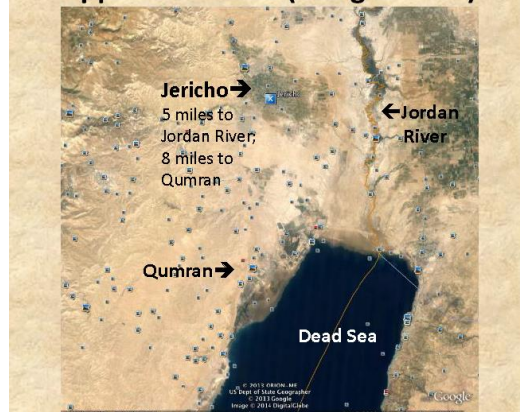 Jericho→
Jericho
5 miles to
Jordan River;
8 miles to
Qumran
←Jordan
River
Qumran→
Dead Sea
© 2013 ORION-ME
US Dept of State Geographer
© 2013 Google
Image © 2014 DigitalGlobe
Google